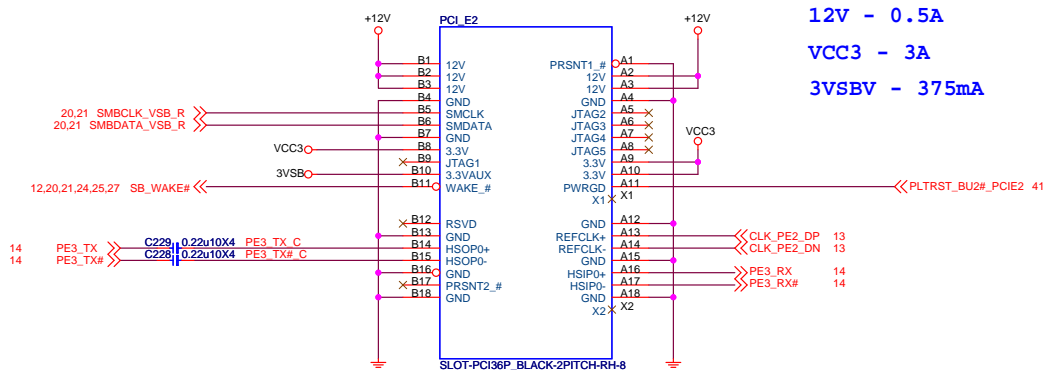 12V - 0.5A
VCC3 - 3A
3VSBV - 375mA
+12V
PCI_E2
+12V
B1 12V PRSNT1_# A1
B2 12V 12V A2
B3 12V 12V A3
B4 GND GND A4
20,21 SMBCLK_VSB_R B5 SMCLK JTAG2 A5
20,21 SMBDATA_VSB_R B6 SMDATA JTAG3 A6
B7 GND JTAG4 A7
VCC3 B8 3.3V JTAG5 A8 VCC3
B9 JTAG1 3.3V A9
3VSB B10 3.3VAUX 3.3V A10
12,20,21,24,25,27 SB_WAKE# B11 WAKE_# PWRGD A11 PLTRST_BU2#_PCIE2 41
X1 X1
B12 RSVD GND A12
B13 GND REFCLK+ A13 CLK_PE2_DP 13
14 PE3_TX C229 0.22u10X4 PE3_TX_C B14 HSOP0+ REFCLK- A14 CLK_PE2_DN 13
14 PE3_TX# C228 0.22u10X4 PE3_TX#_C B15 HSOP0- GND A15
B16 GND HSIP0+ A16 PE3_RX 14
B17 PRSNT2_# HSIP0- A17 PE3_RX# 14
B18 GND GND A18
X2 X2
SLOT-PCI36P_BLACK-2PITCH-RH-8